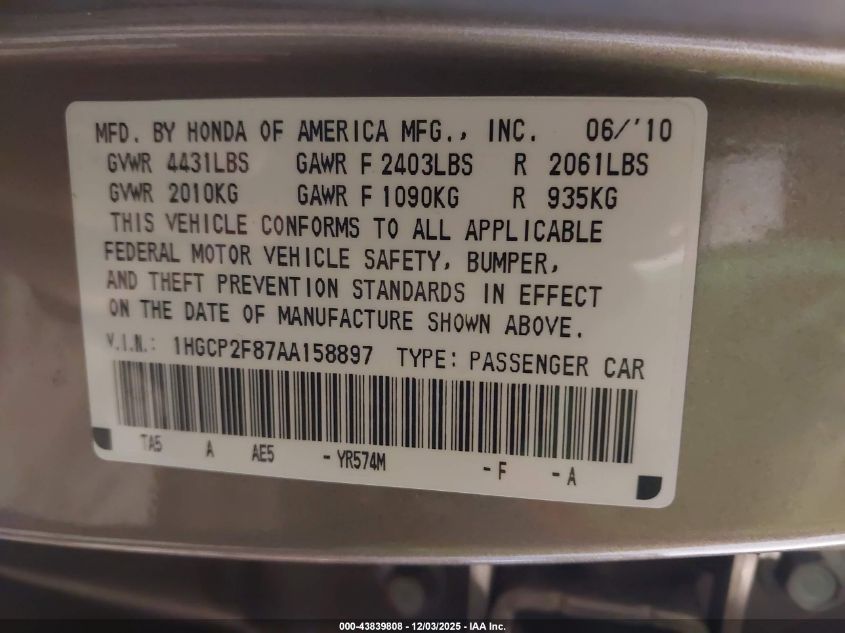 MFD. BY HONDA OF AMERICA MFG., INC. 06/'10
GVWR 4431LBS GAWR F 2403LBS R 2061LBS
GVWR 2010KG GAWR F 1090KG R 935KG
THIS VEHICLE CONFORMS TO ALL APPLICABLE
FEDERAL MOTOR VEHICLE SAFETY, BUMPER,
AND THEFT PREVENTION STANDARDS IN EFFECT
ON THE DATE OF MANUFACTURE SHOWN ABOVE.
V.I.N.: 1HGCP2F87AA158897 TYPE: PASSENGER CAR
TA5 A AE5 - YR574M - F - A
000-43839808 - 12/03/2025 - IAA Inc.